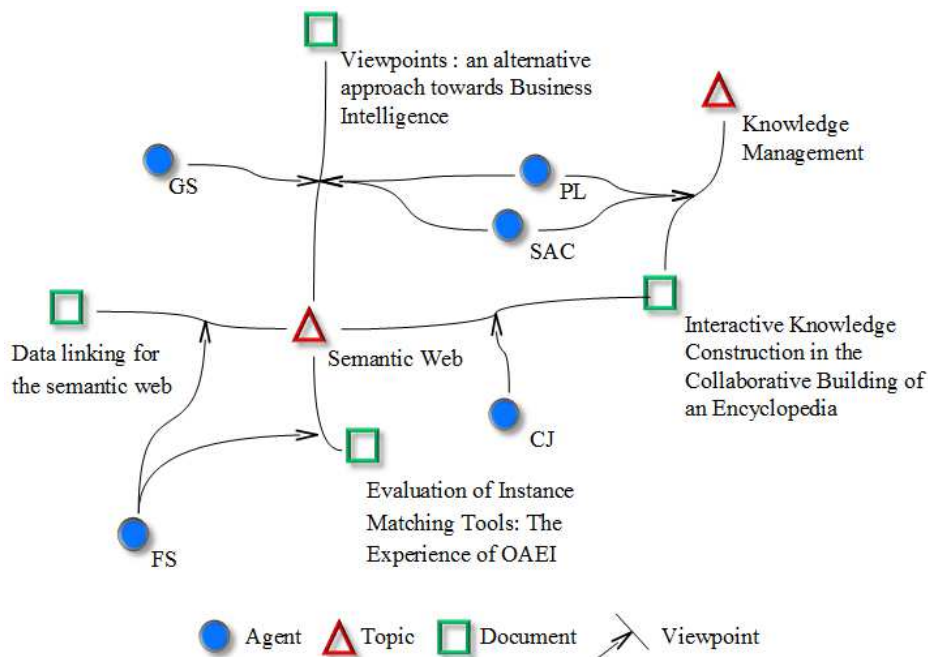 Viewpoints : an alternative
approach towards Business
Intelligence
Knowledge
Management
GS
PL
SAC
Data linking for
the semantic web
Semantic Web
Interactive Knowledge
Construction in the
Collaborative Building of
an Encyclopedia
CJ
Evaluation of Instance
Matching Tools: The
Experience of OAEI
FS
Agent
Topic
Document
Viewpoint